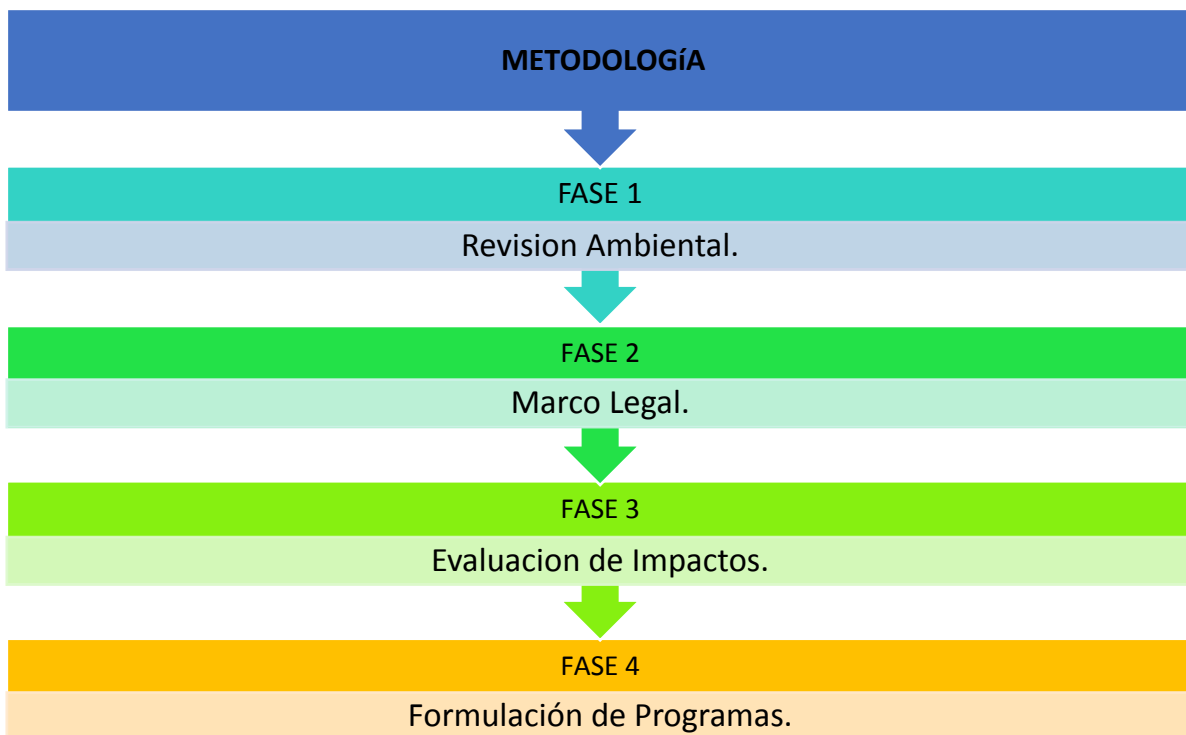 METODOLOGíA
FASE 1
Revision Ambiental.
FASE 2
Marco Legal.
FASE 3
Evaluacion de Impactos.
FASE 4
Formulación de Programas.